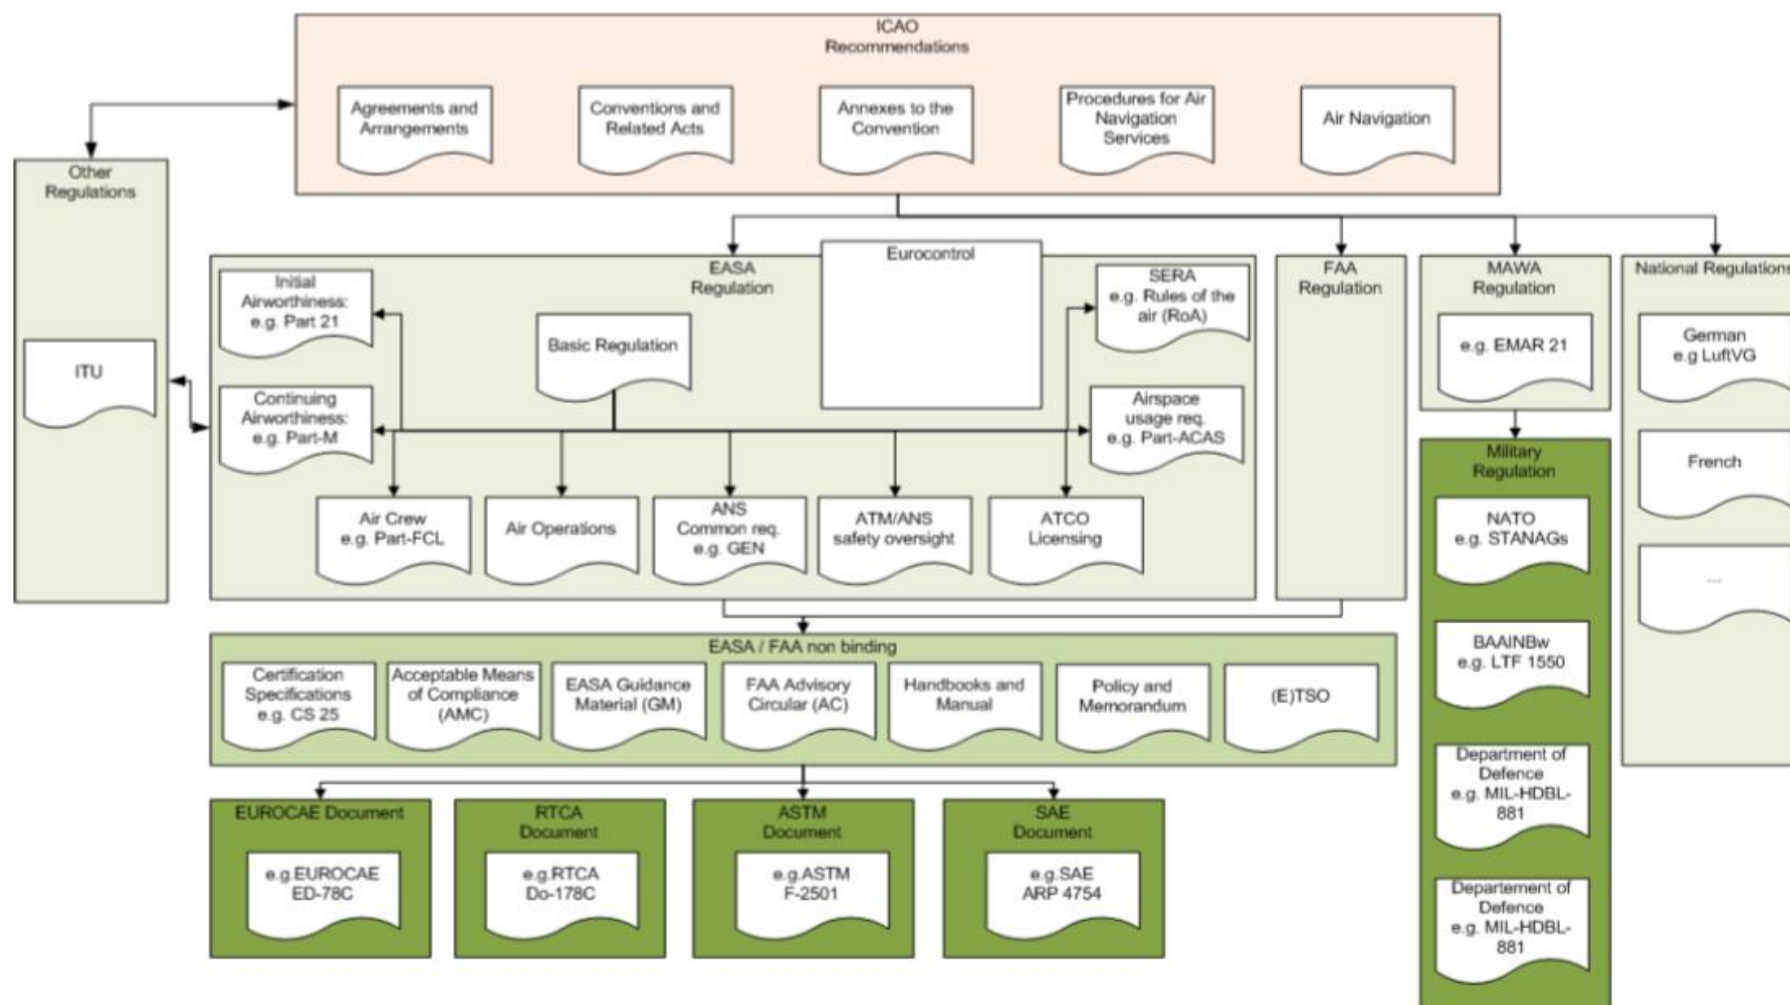 ICAO
Recommendations
Agreements and
Arrangements
Conventions and
Related Acts
Annexes to the
Convention
Procedures for Air
Navigation
Services
Air Navigation
Other
Regulations
ITU
EASA
Regulation
Initial
Airworthiness:
e.g. Part 21
Continuing
Airworthiness:
e.g. Part-M
Basic Regulation
Eurocontrol
SERA
e.g. Rules of the
air (RoA)
Airspace
usage req.
e.g. Part-ACAS
Air Crew
e.g. Part-FCL
Air Operations
ANS
Common req.
e.g. GEN
ATM/ANS
safety oversight
ATCO
Licensing
FAA
Regulation
MAWA
Regulation
e.g. EMAR 21
Military
Regulation
NATO
e.g. STANAGs
BAAINBw
e.g. LTF 1550
Department of
Defence
e.g. MIL-HDBL-
881
Departement of
Defence
e.g. MIL-HDBL-
881
National Regulations
German
e.g LuftVG
French
...
EASA / FAA non binding
Certification
Specifications
e.g. CS 25
Acceptable Means
of Compliance
(AMC)
EASA Guidance
Material (GM)
FAA Advisory
Circular (AC)
Handbooks and
Manual
Policy and
Memorandum
(E)TSO
EUROCAE Document
e.g.EUROCAE
ED-78C
RTCA
Document
e.g.RTCA
Do-178C
ASTM
Document
e.g.ASTM
F-2501
SAE
Document
e.g.SAE
ARP 4754